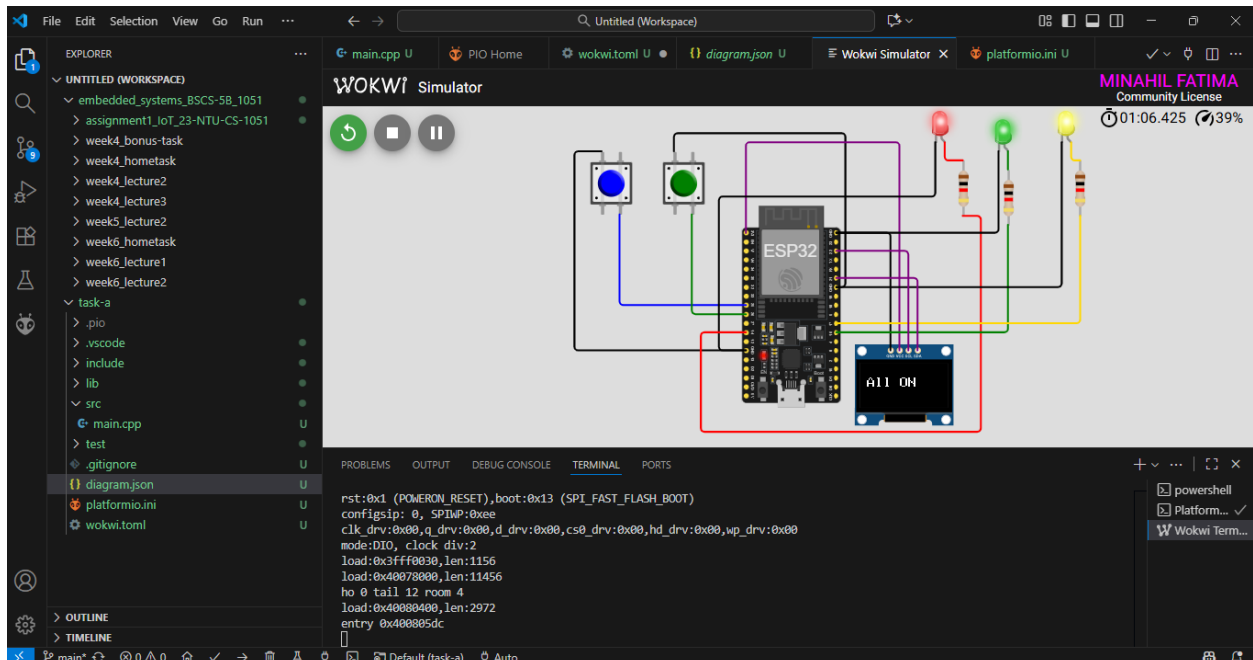 File Edit Selection View Go Run ··· Untitled (Workspace)
EXPLORER ···
UNTITLED (WORKSPACE)
embedded_systems_BSCS-5B_1051
assignment1_IoT_23-NTU-CS-1051
week4_bonus-task
week4_hometask
week4_lecture2
week4_lecture3
week5_lecture2
week6_hometask
week6_lecture1
week6_lecture2
task-a
.pio
.vscode
include
lib
src
main.cpp U
test
.gitignore U
diagram.json U
platformio.ini U
wokwi.toml U
OUTLINE
TIMELINE
1
9
main.cpp U PIO Home wokwi.toml U diagram.json U Wokwi Simulator platformio.ini U
WOKWI Simulator
MINAHIL FATIMA
Community License
01:06.425 39%
ESP32
All ON
PROBLEMS OUTPUT DEBUG CONSOLE TERMINAL PORTS
rst:0x1 (POWERON_RESET),boot:0x13 (SPI_FAST_FLASH_BOOT)
configsip: 0, SPIWP:0xee
clk_drv:0x00,q_drv:0x00,d_drv:0x00,cs0_drv:0x00,hd_drv:0x00,wp_drv:0x00
mode:DIO, clock div:2
load:0x3fff0030,len:1156
load:0x40078000,len:11456
ho 0 tail 12 room 4
load:0x40080400,len:2972
entry 0x400805dc
powershell
Platform...
Wokwi Term...
main* 0 0 Default (task-a) Auto